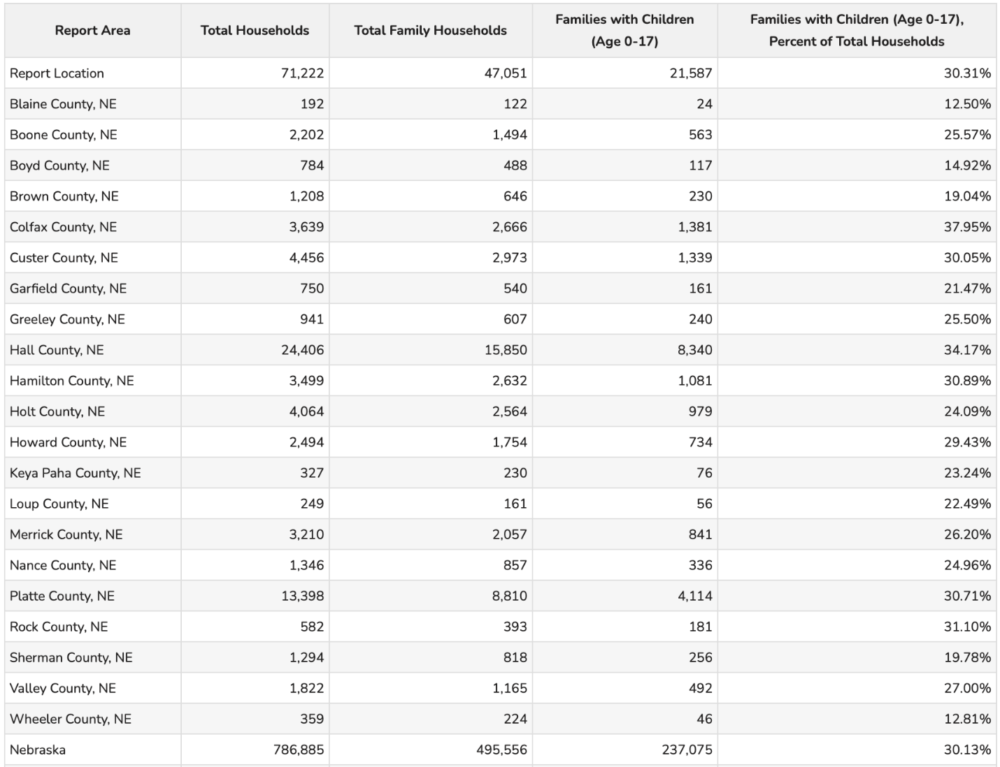 Report Area Total Households Total Family Households Families with Children (Age 0-17) Families with Children (Age 0-17), Percent of Total Households
Report Location 71,222 47,051 21,587 30.31%
Blaine County, NE 192 122 24 12.50%
Boone County, NE 2,202 1,494 563 25.57%
Boyd County, NE 784 488 117 14.92%
Brown County, NE 1,208 646 230 19.04%
Colfax County, NE 3,639 2,666 1,381 37.95%
Custer County, NE 4,456 2,973 1,339 30.05%
Garfield County, NE 750 540 161 21.47%
Greeley County, NE 941 607 240 25.50%
Hall County, NE 24,406 15,850 8,340 34.17%
Hamilton County, NE 3,499 2,632 1,081 30.89%
Holt County, NE 4,064 2,564 979 24.09%
Howard County, NE 2,494 1,754 734 29.43%
Keya Paha County, NE 327 230 76 23.24%
Loup County, NE 249 161 56 22.49%
Merrick County, NE 3,210 2,057 841 26.20%
Nance County, NE 1,346 857 336 24.96%
Platte County, NE 13,398 8,810 4,114 30.71%
Rock County, NE 582 393 181 31.10%
Sherman County, NE 1,294 818 256 19.78%
Valley County, NE 1,822 1,165 492 27.00%
Wheeler County, NE 359 224 46 12.81%
Nebraska 786,885 495,556 237,075 30.13%